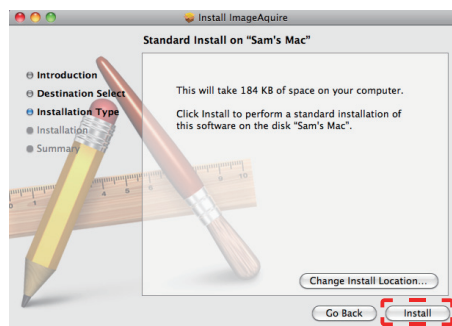 Install ImageAquire
Standard Install on “Sam's Mac”
Introduction
Destination Select
Installation Type
Installation
Summary
This will take 184 KB of space on your computer.
Click Install to perform a standard installation of
this software on the disk “Sam's Mac”.
Change Install Location...
Go Back
Install